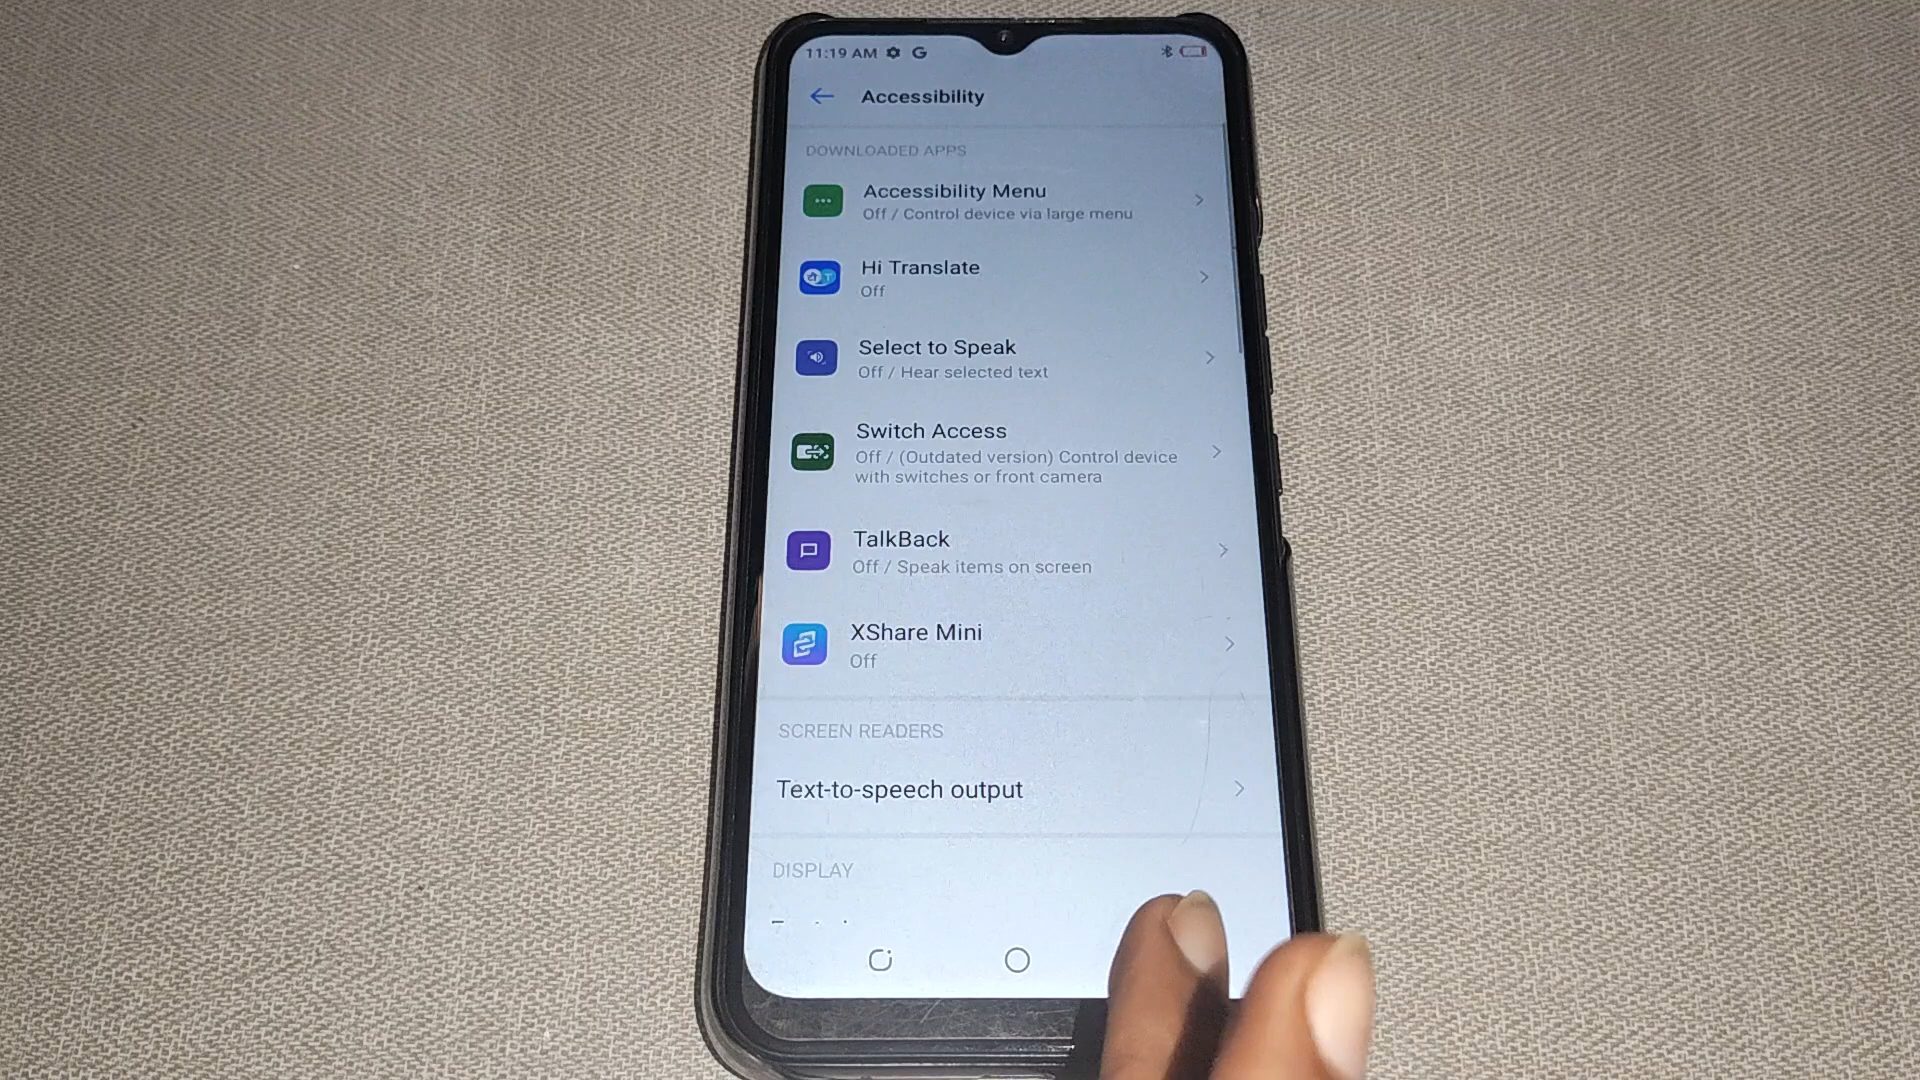 11:19 AM G
Accessibility
DOWNLOADED APPS
Accessibility Menu
Off / Control device via large menu
Hi Translate
Off
Select to Speak
Off / Hear selected text
Switch Access
Off / (Outdated version) Control device
with switches or front camera
TalkBack
Off / Speak items on screen
XShare Mini
Off
SCREEN READERS
Text-to-speech output
DISPLAY